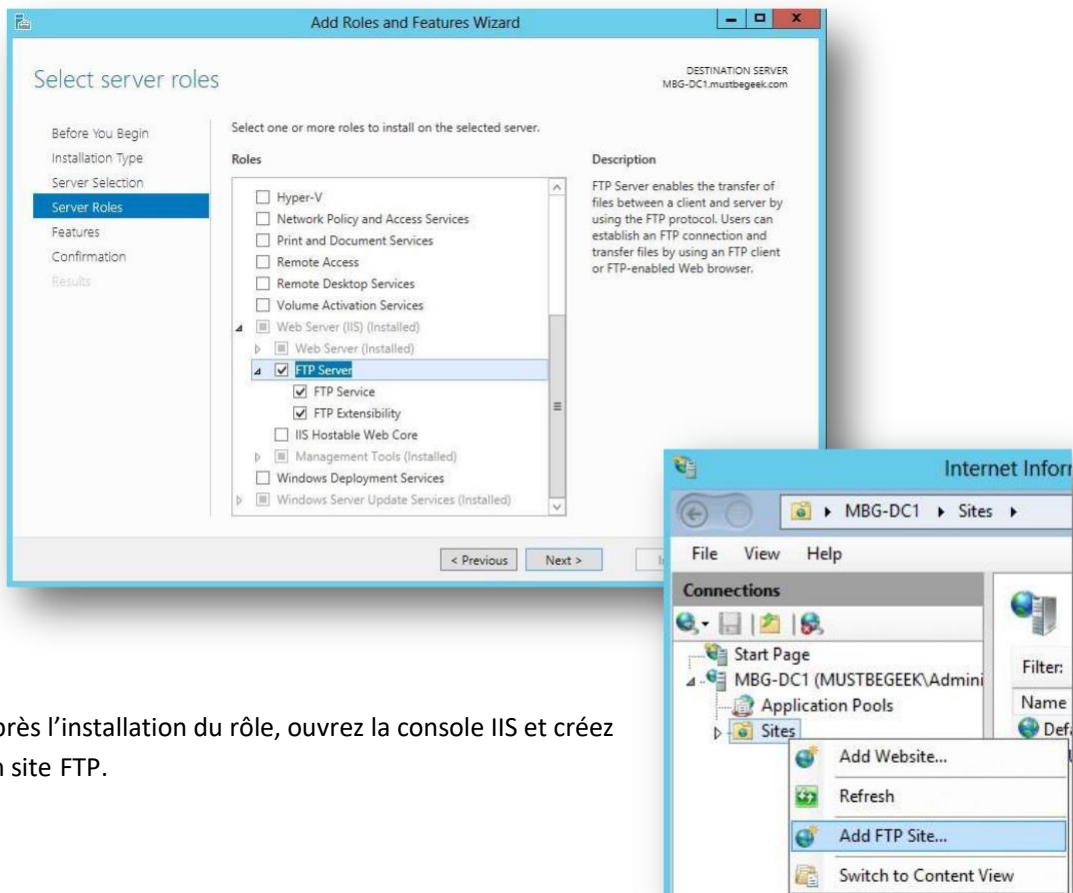 Add Roles and Features Wizard
Select server roles
DESTINATION SERVER
MBG-DC1.mustbegeek.com
Before You Begin
Installation Type
Server Selection
Server Roles
Features
Confirmation
Results
Select one or more roles to install on the selected server.
Roles
Hyper-V
Network Policy and Access Services
Print and Document Services
Remote Access
Remote Desktop Services
Volume Activation Services
Web Server (IIS) (Installed)
Web Server (Installed)
FTP Server
FTP Service
FTP Extensibility
IIS Hostable Web Core
Management Tools (Installed)
Windows Deployment Services
Windows Server Update Services (Installed)
Description
FTP Server enables the transfer of
files between a client and server by
using the FTP protocol. Users can
establish an FTP connection and
transfer files by using an FTP client
or FTP-enabled Web browser.
< Previous
Next >
Internet Infor
MBG-DC1 Sites
File View Help
Connections
Start Page
MBG-DC1 (MUSTBEGEEK\Admini
Application Pools
Sites
Filter:
Name
Defa
Add Website...
Refresh
Add FTP Site...
Switch to Content View
près l'installation du rôle, ouvrez la console IIS et créez
site FTP.